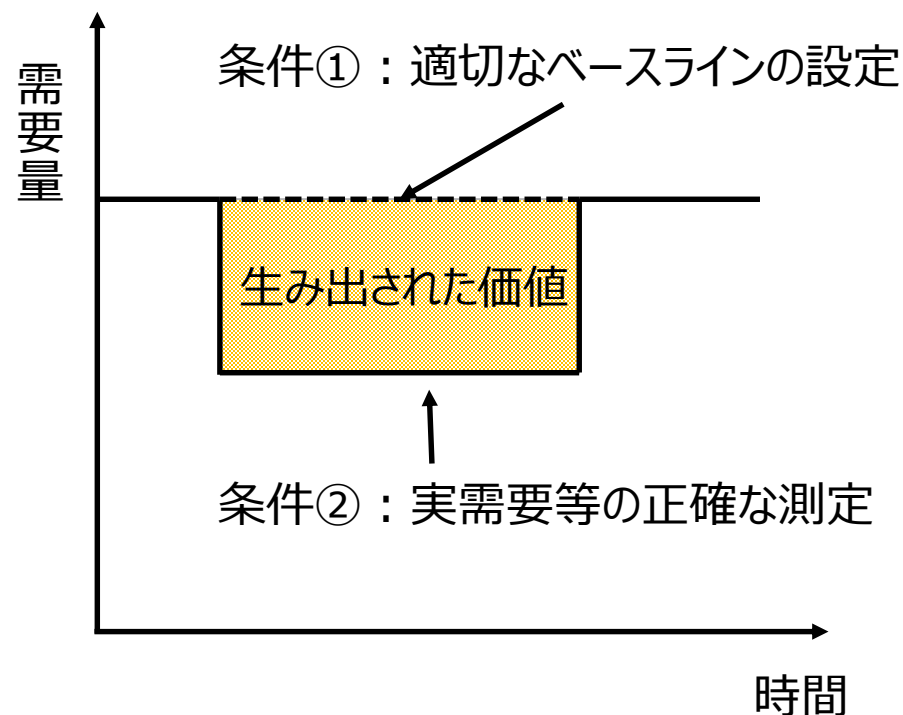 需要量
条件①：適切なベースラインの設定
生み出された価値
条件②：実需要等の正確な測定
時間